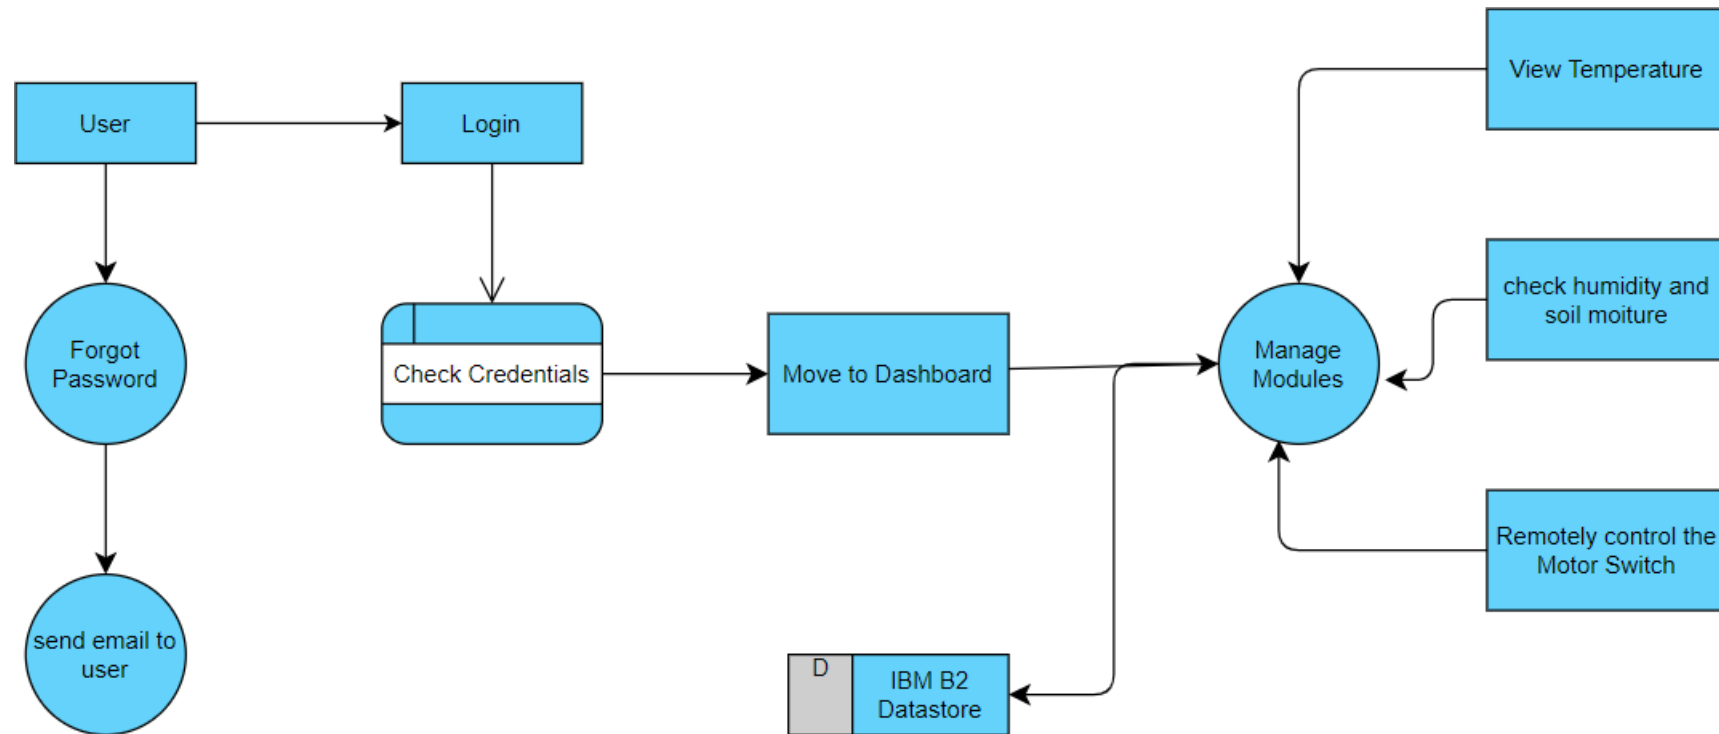 User
Login
View Temperature
check humidity and
soil moiture
Forgot
Password
Check Credentials
Move to Dashboard
Manage
Modules
Remotely control the
Motor Switch
send email to
user
D
IBM B2
Datastore